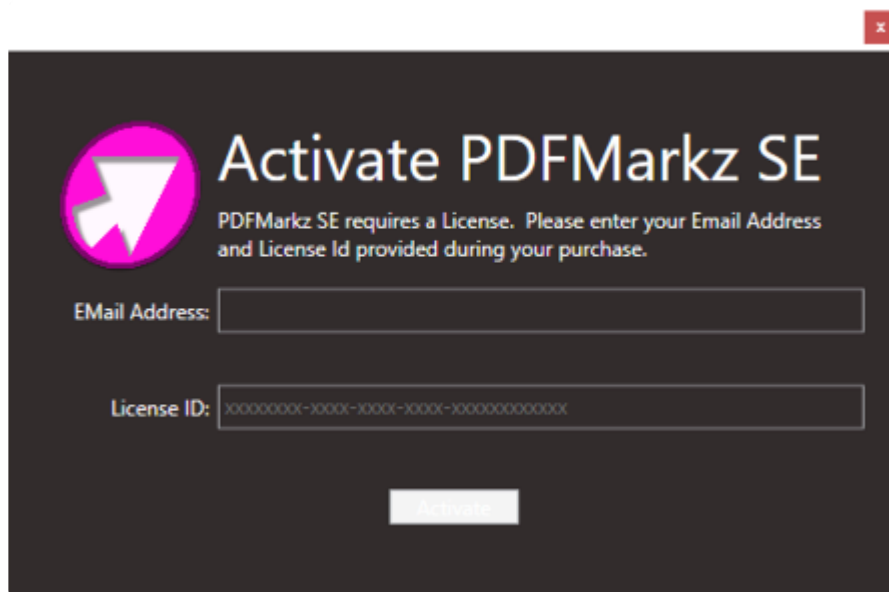 x
Activate PDFMarkz SE
PDFMarkz SE requires a License. Please enter your Email Address
and License Id provided during your purchase.
EMail Address:
License ID: xxxxxxxx-xxxx-xxxx-xxxx-xxxxxxxxxxxx
Activate